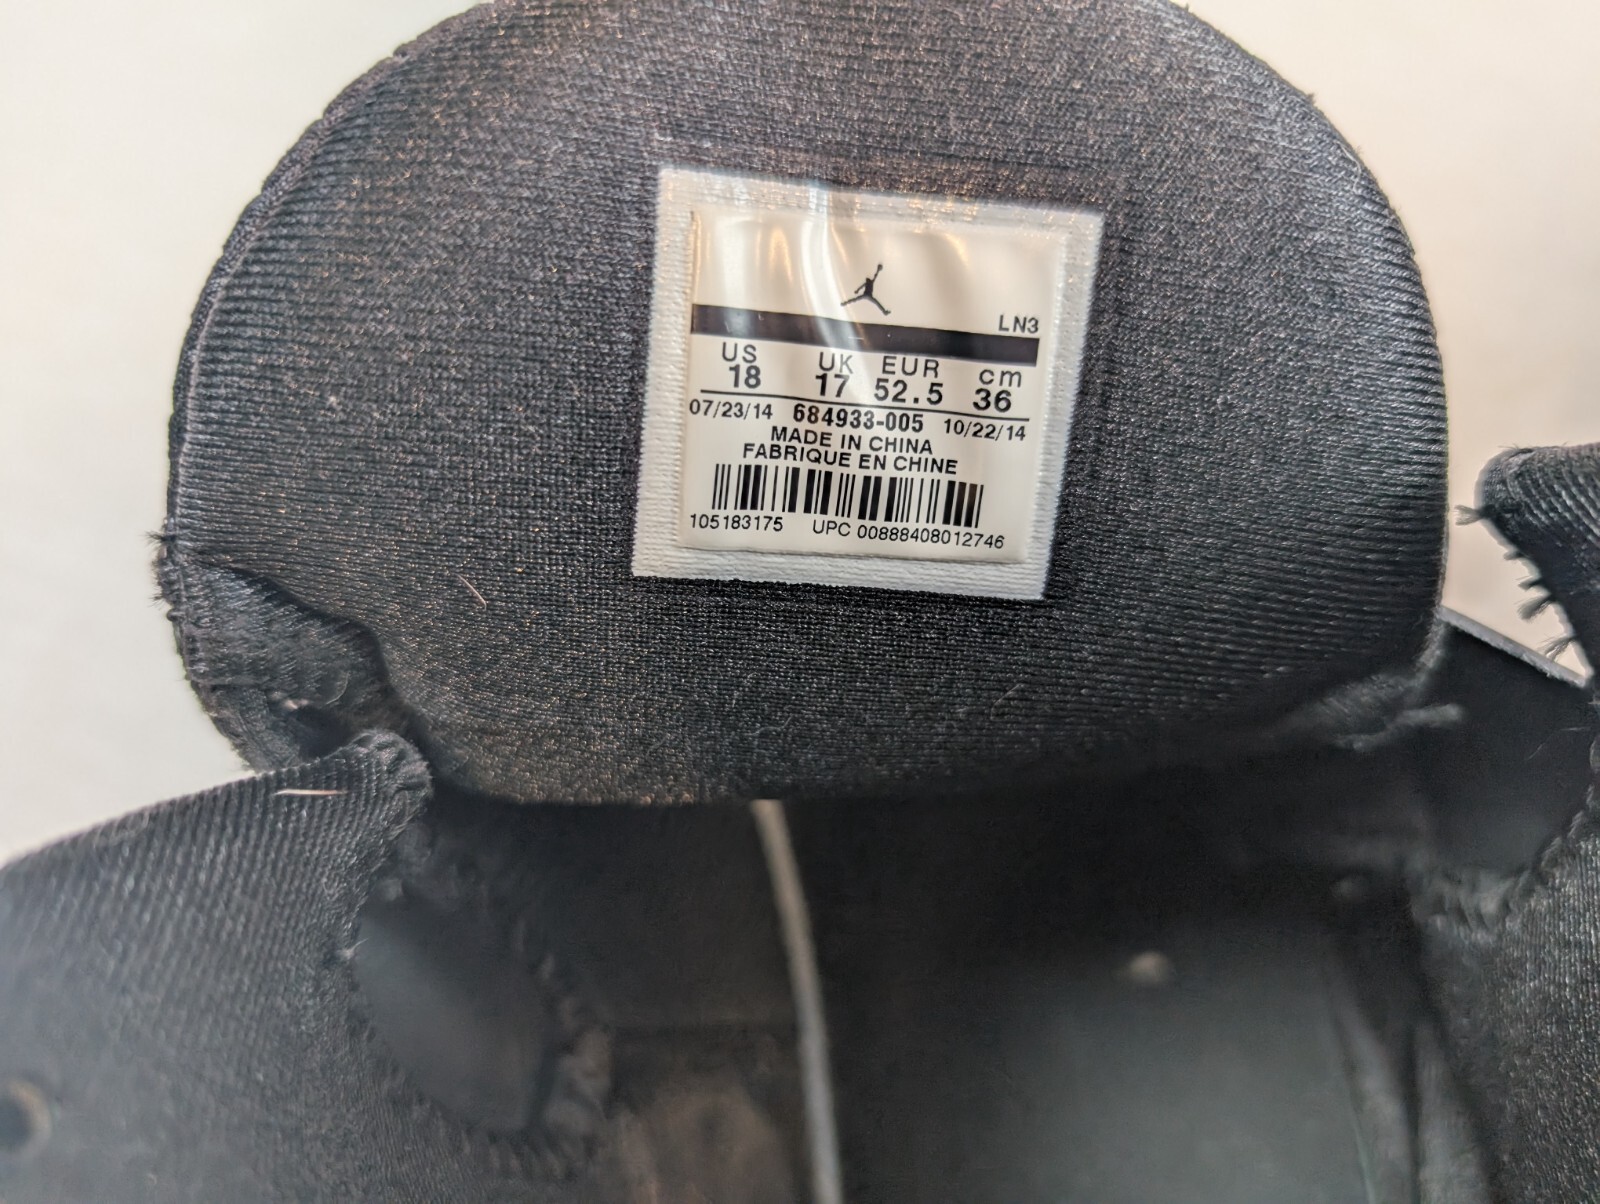 LN3
US UK EUR cm
18 17 52.5 36
07/23/14 684933-005 10/22/14
MADE IN CHINA
FABRIQUE EN CHINE
105183175 UPC 00888408012746